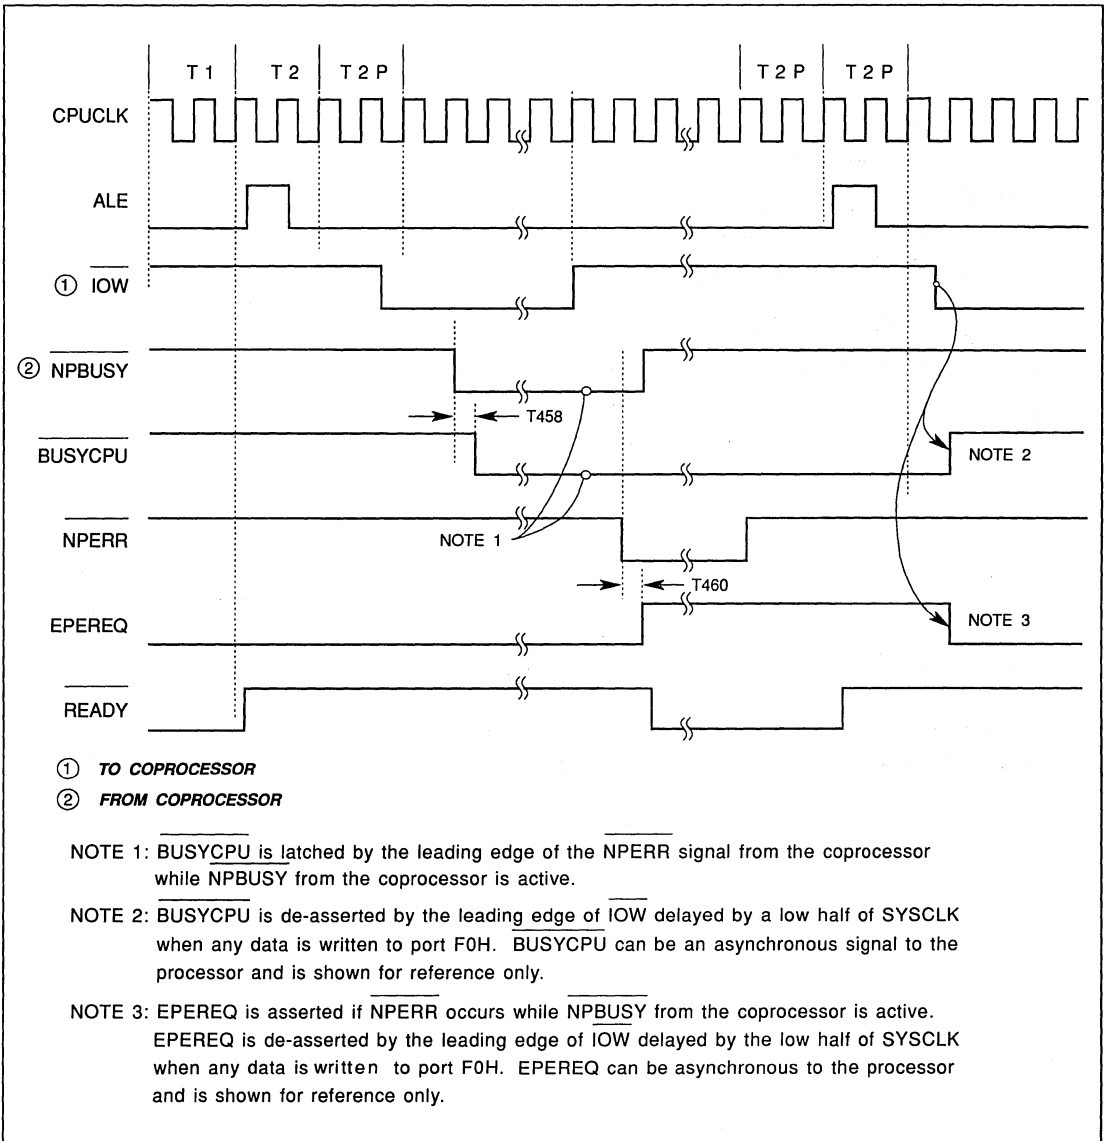 T 1 T 2 T 2 P T 2 P T 2 P
CPUCLK
ALE
① IOW
② NPBUSY
T458
BUSYCPU
NOTE 2
NPERR
NOTE 1
T460
EPEREQ
NOTE 3
READY
① TO COPROCESSOR
② FROM COPROCESSOR
NOTE 1: BUSYCPU is latched by the leading edge of the NPERR signal from the coprocessor
while NPBUSY from the coprocessor is active.
NOTE 2: BUSYCPU is de-asserted by the leading edge of IOW delayed by a low half of SYSCLK
when any data is written to port F0H. BUSYCPU can be an asynchronous signal to the
processor and is shown for reference only.
NOTE 3: EPEREQ is asserted if NPERR occurs while NPBUSY from the coprocessor is active.
EPEREQ is de-asserted by the leading edge of IOW delayed by the low half of SYSCLK
when any data is written to port F0H. EPEREQ can be asynchronous to the processor
and is shown for reference only.